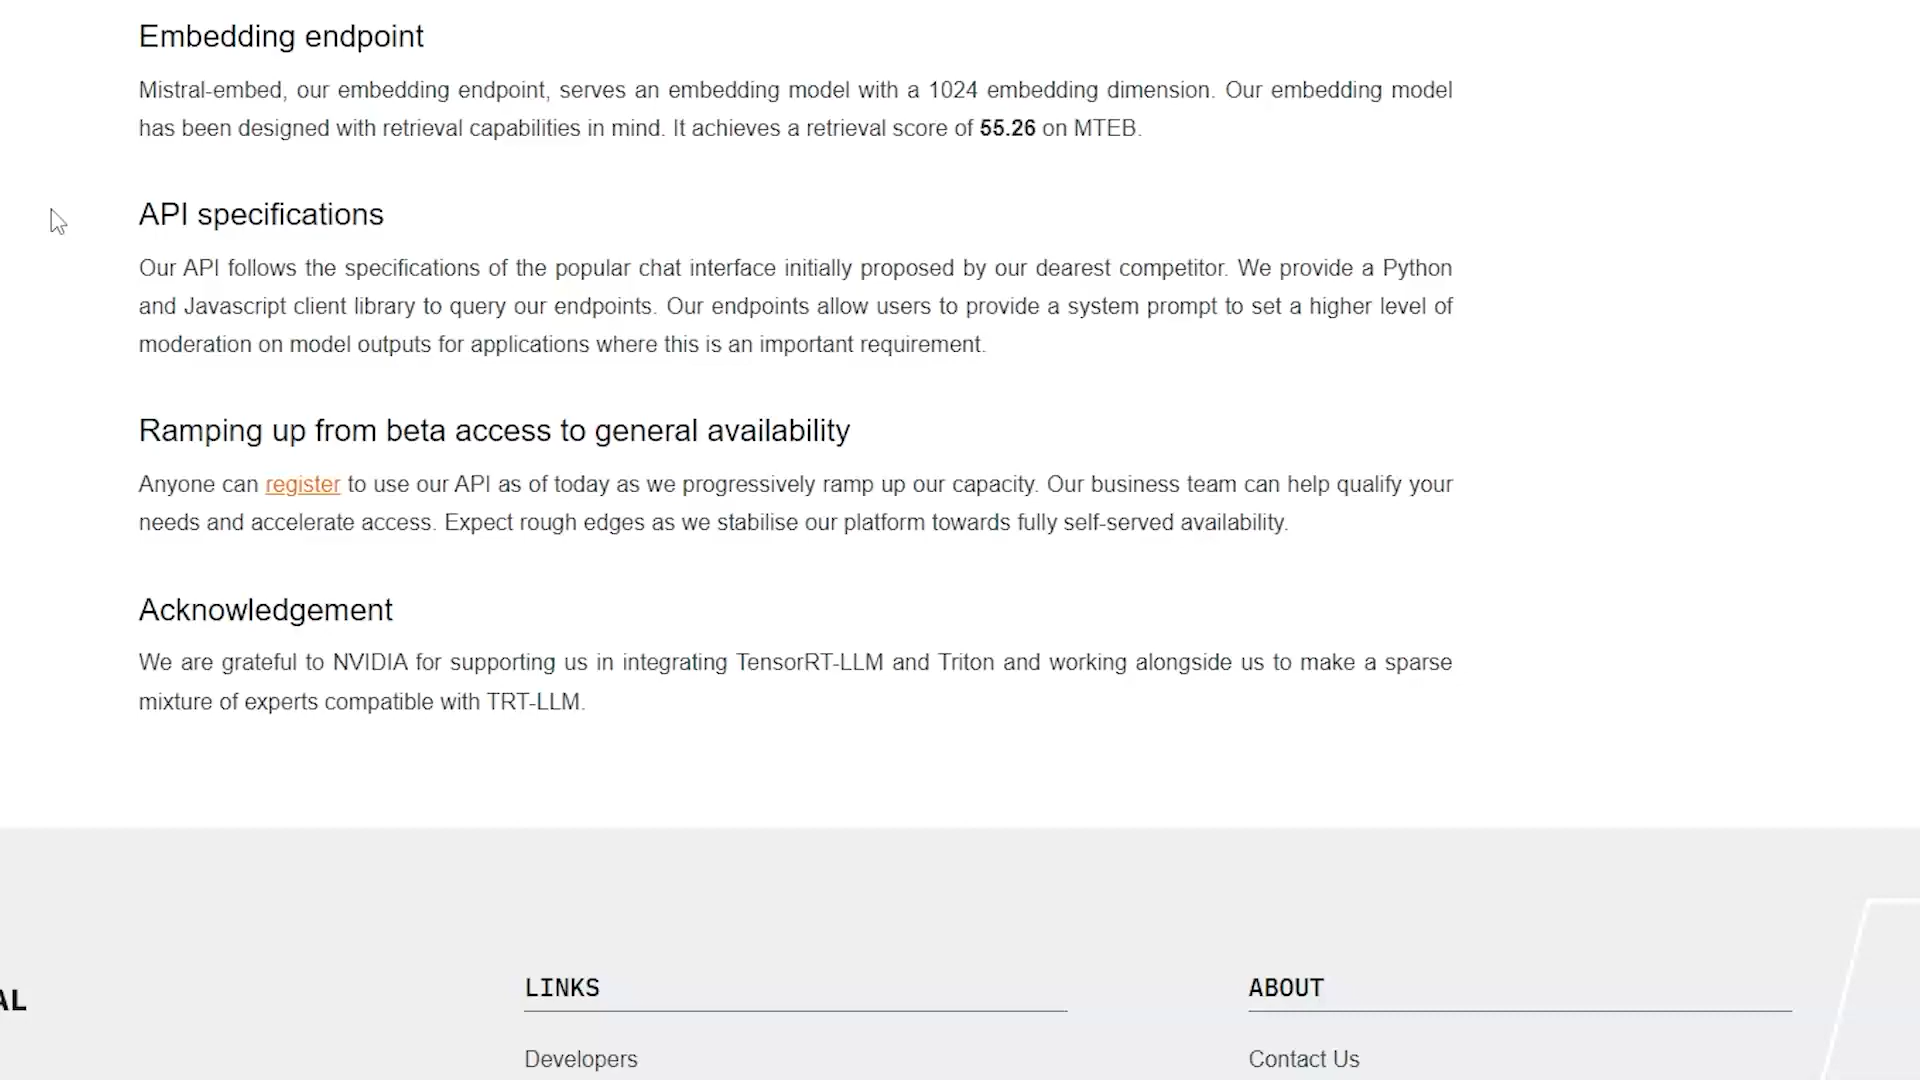 Embedding endpoint
Mistral-embed, our embedding endpoint, serves an embedding model with a 1024 embedding dimension. Our embedding model
has been designed with retrieval capabilities in mind. It achieves a retrieval score of 55.26 on MTEB.
API specifications
Our API follows the specifications of the popular chat interface initially proposed by our dearest competitor. We provide a Python
and Javascript client library to query our endpoints. Our endpoints allow users to provide a system prompt to set a higher level of
moderation on model outputs for applications where this is an important requirement.
Ramping up from beta access to general availability
Anyone can register to use our API as of today as we progressively ramp up our capacity. Our business team can help qualify your
needs and accelerate access. Expect rough edges as we stabilise our platform towards fully self-served availability.
Acknowledgement
We are grateful to NVIDIA for supporting us in integrating TensorRT-LLM and Triton and working alongside us to make a sparse
mixture of experts compatible with TRT-LLM.
AL
LINKS
Developers
ABOUT
Contact Us